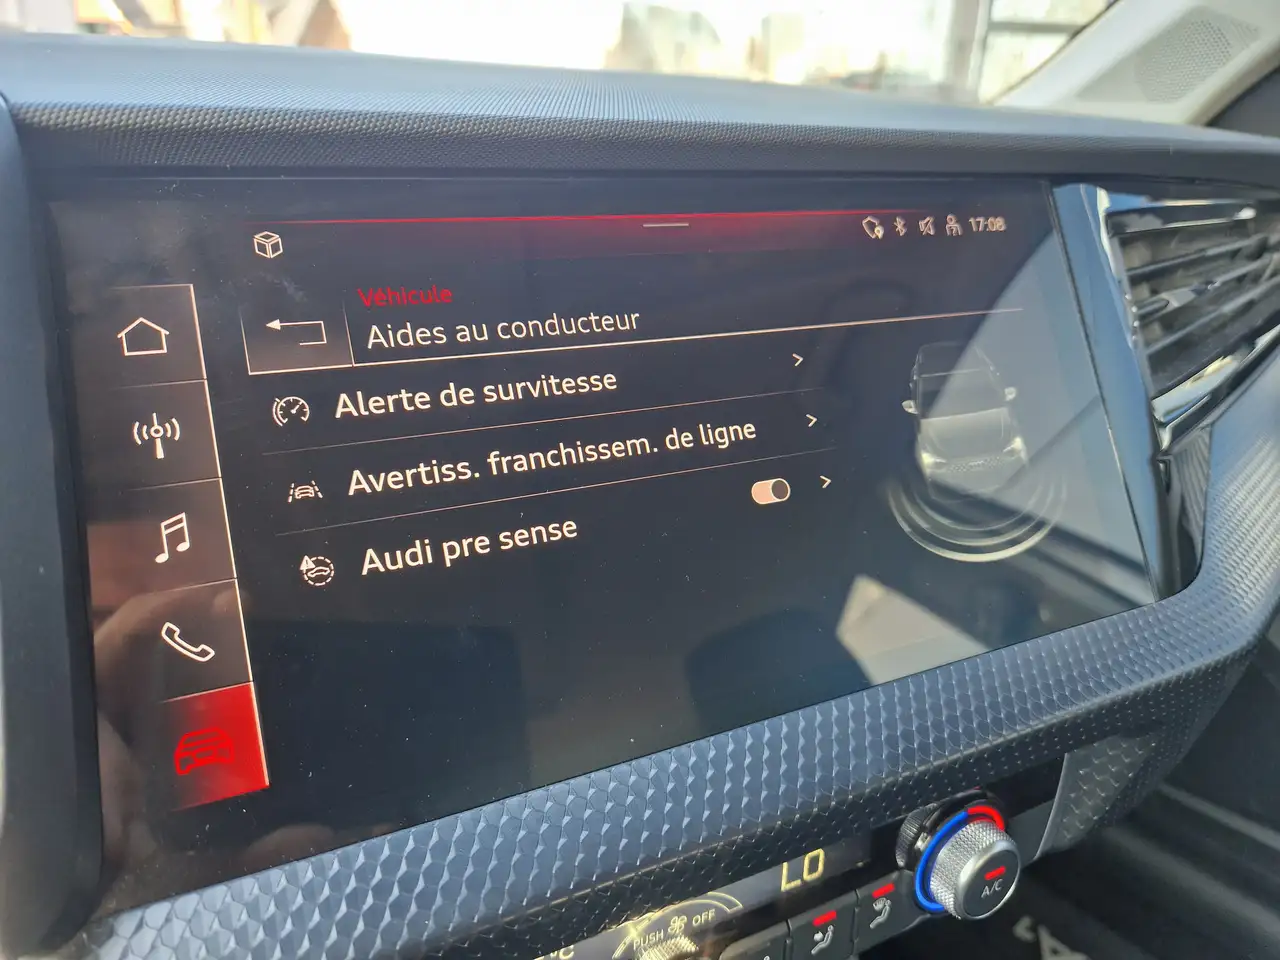 17:08
Véhicule
Aides au conducteur
Alerte de survitesse
Avertiss. franchissem. de ligne
Audi pre sense
LO
A/C
PUSH OFF
°C